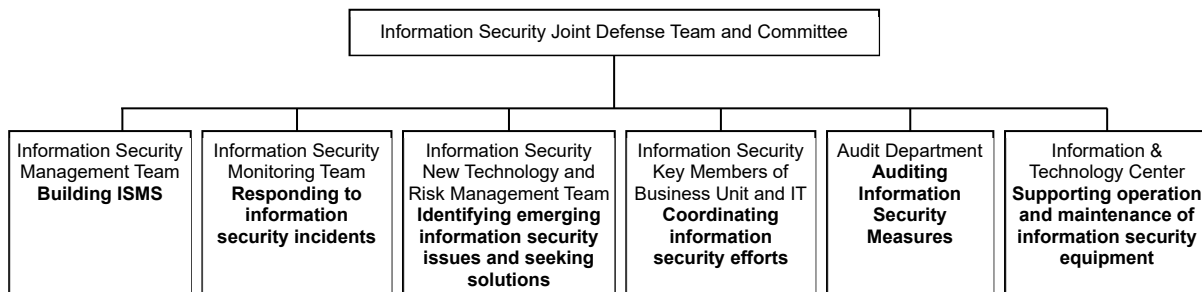 Information Security Joint Defense Team and Committee
Information Security
Management Team
Building ISMS
Information Security
Monitoring Team
Responding to
information
security incidents
Information Security
New Technology and
Risk Management Team
Identifying emerging
information security
issues and seeking
solutions
Information Security
Key Members of
Business Unit and IT
Coordinating
information
security efforts
Audit Department
Auditing
Information
Security
Measures
Information &
Technology Center
Supporting operation
and maintenance of
information security
equipment